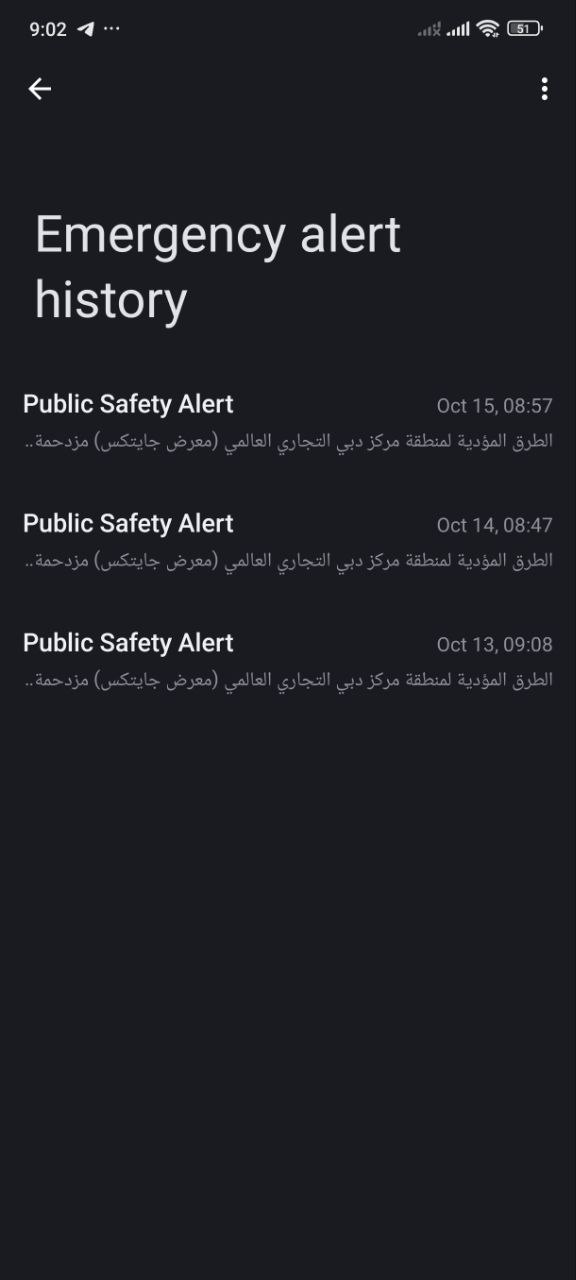 9:02
51
Emergency alert
history
Public Safety Alert
Oct 15, 08:57
الطرق المؤدية لمنطقة مركز دبي التجاري العالمي (معرض جايتكس) مزدحمة..
Public Safety Alert
Oct 14, 08:47
الطرق المؤدية لمنطقة مركز دبي التجاري العالمي (معرض جايتكس) مزدحمة..
Public Safety Alert
Oct 13, 09:08
الطرق المؤدية لمنطقة مركز دبي التجاري العالمي (معرض جايتكس) مزدحمة..